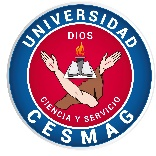 UNIVERSIDAD
DIOS
CIENCIA Y SERVICIO
CESMAG